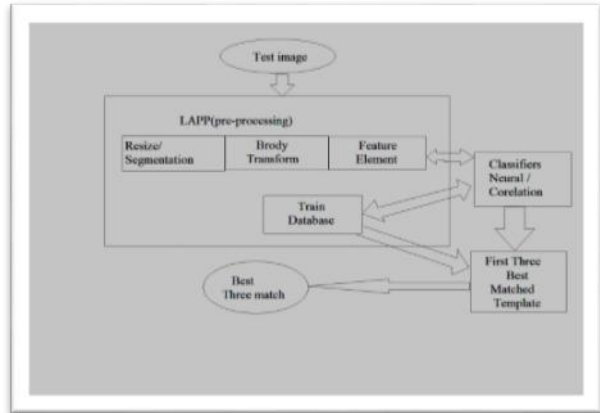 Test image
LAPP(pre-processing)
Resize/
Segmentation
Brody
Transform
Feature
Element
Classifiers
Neural /
Corelation
Train
Database
First Three
Best
Matched
Template
Best
Three match